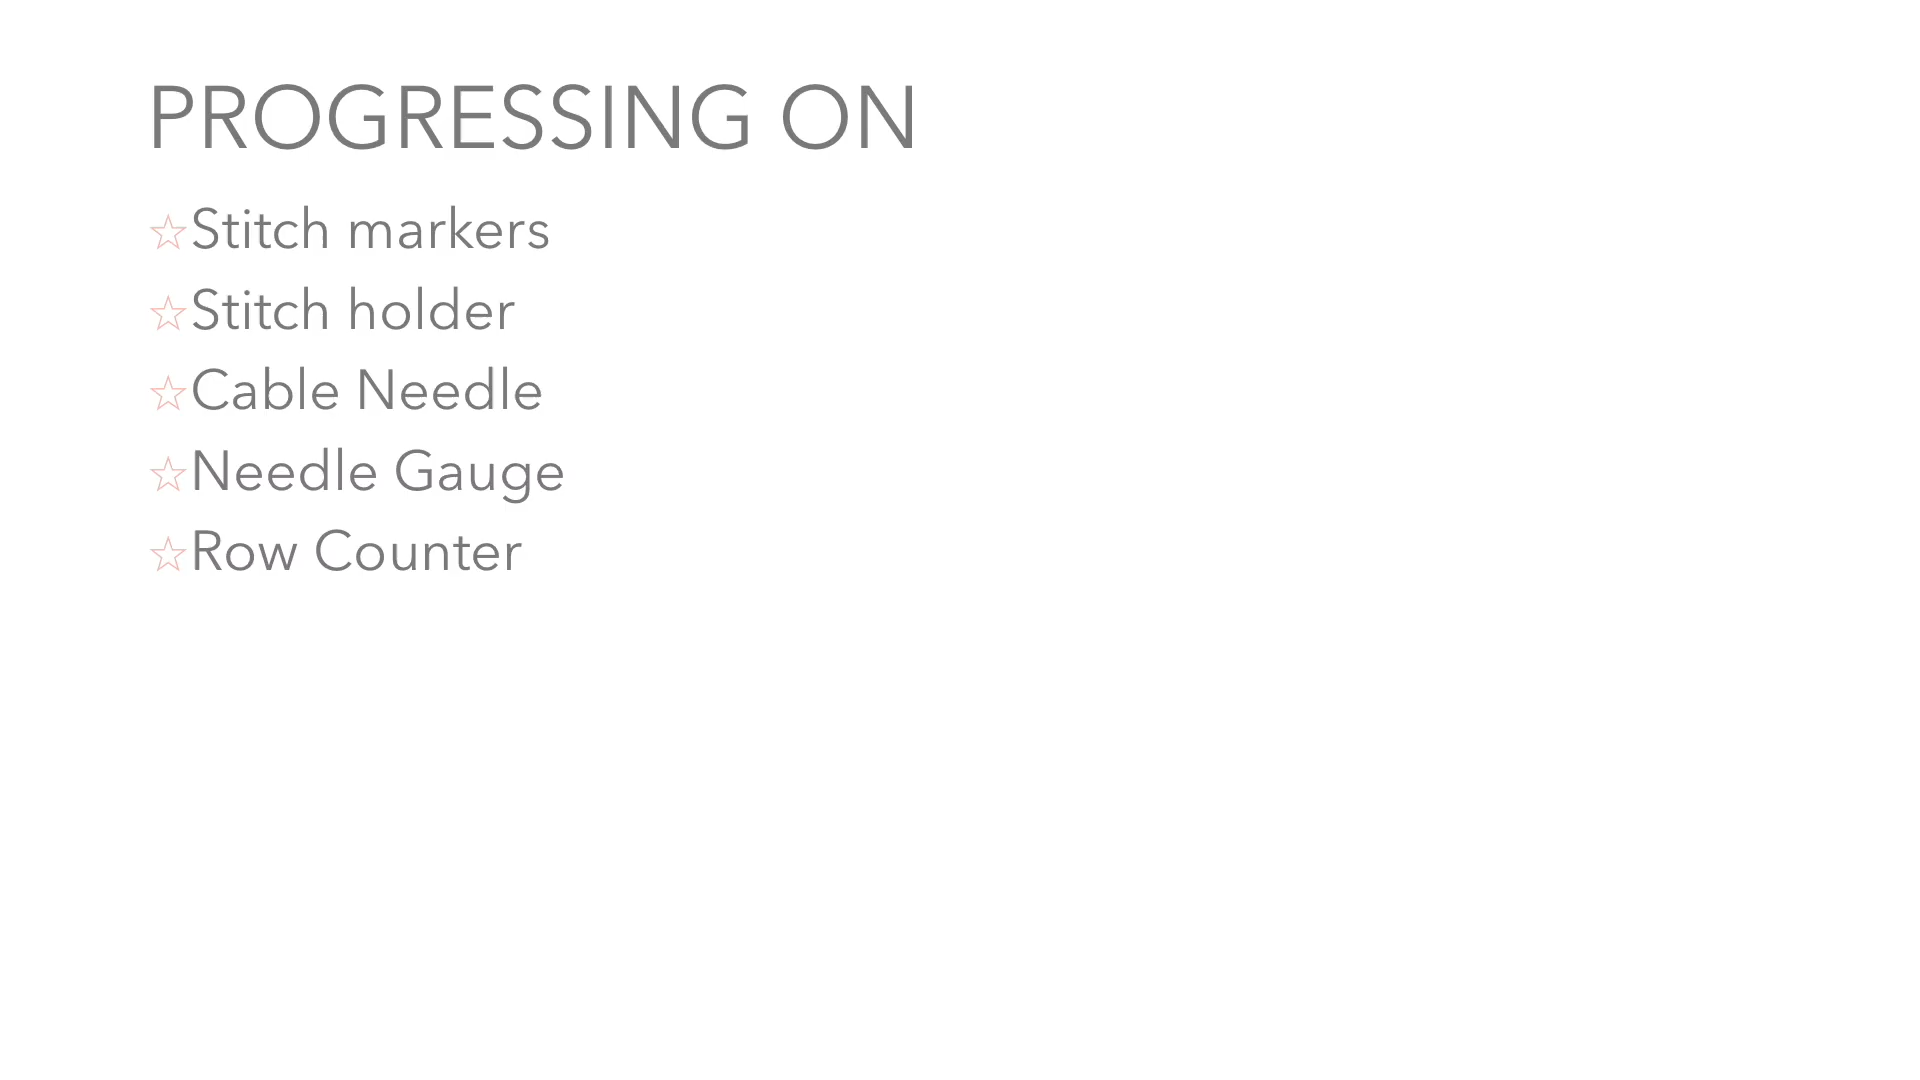 PROGRESSING ON
☆Stitch markers
☆Stitch holder
☆Cable Needle
☆Needle Gauge
☆Row Counter